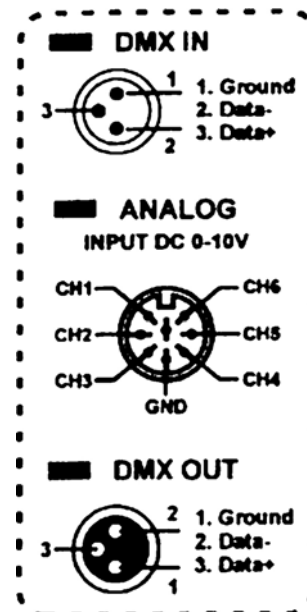 DMX IN
1
1. Ground
3
2. Data-
3. Data+
2
ANALOG
INPUT DC 0-10V
CH1
CH6
CH2
CH5
CH3
CH4
GND
DMX OUT
2
1. Ground
3
2. Data-
3. Data+
1